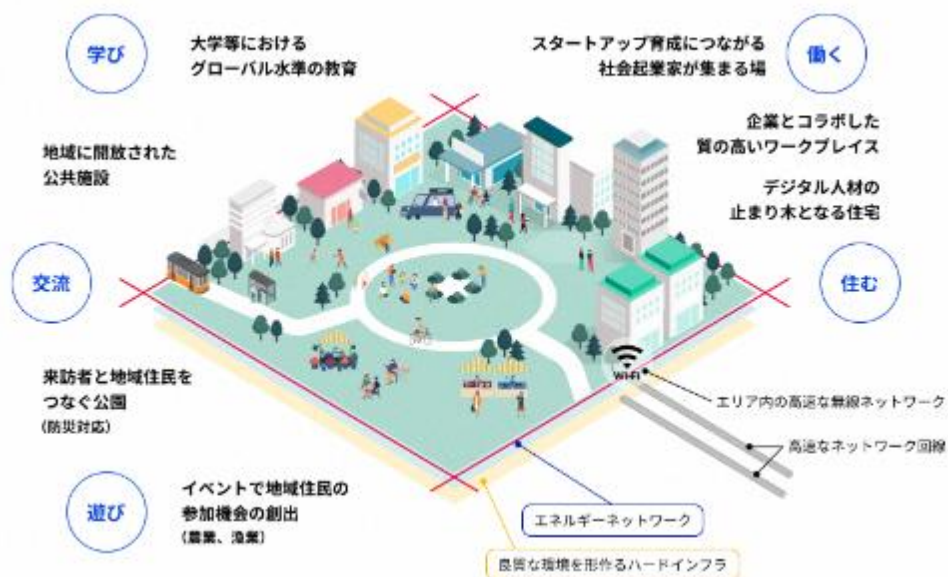 学び
大学等における
グローバル水準の教育
スタートアップ育成につながる
社会起業家が集まる場
働く
地域に開放された
公共施設
企業とコラボした
質の高いワークプレイス
デジタル人材の
止まり木となる住宅
交流
住む
Wi-Fi
来訪者と地域住民を
つなぐ公園
(防災対応)
エリア内の高速な無線ネットワーク
高速なネットワーク回線
遊び
イベントで地域住民の
参加機会の創出
(農業、漁業)
エネルギーネットワーク
良質な環境を形作るハードインフラ